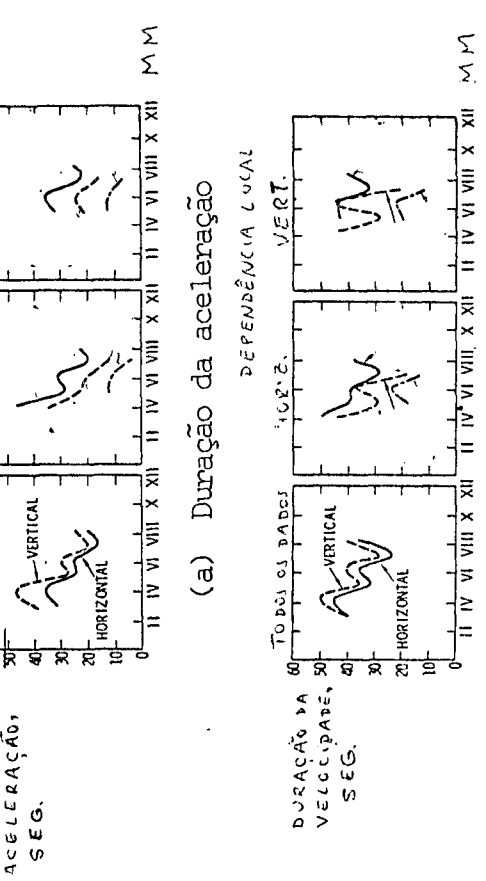 ACELERAÇÃO,
SEG.
50
40
30
20
10
0
VERTICAL
HORIZONTAL
II IV VI VIII X XII II IV VI VIII X XII II IV VI VIII X XII MM
(a) Duração da aceleração
DEPENDÊNCIA LOCAL
TODOS OS DADOS HORIZ. VERT.
DURAÇÃO DA
VELOCIDADE,
SEG.
60
50
40
30
20
10
0
VERTICAL
HORIZONTAL
II IV VI VIII X XII II IV VI VIII X XII II IV VI VIII X XII MM